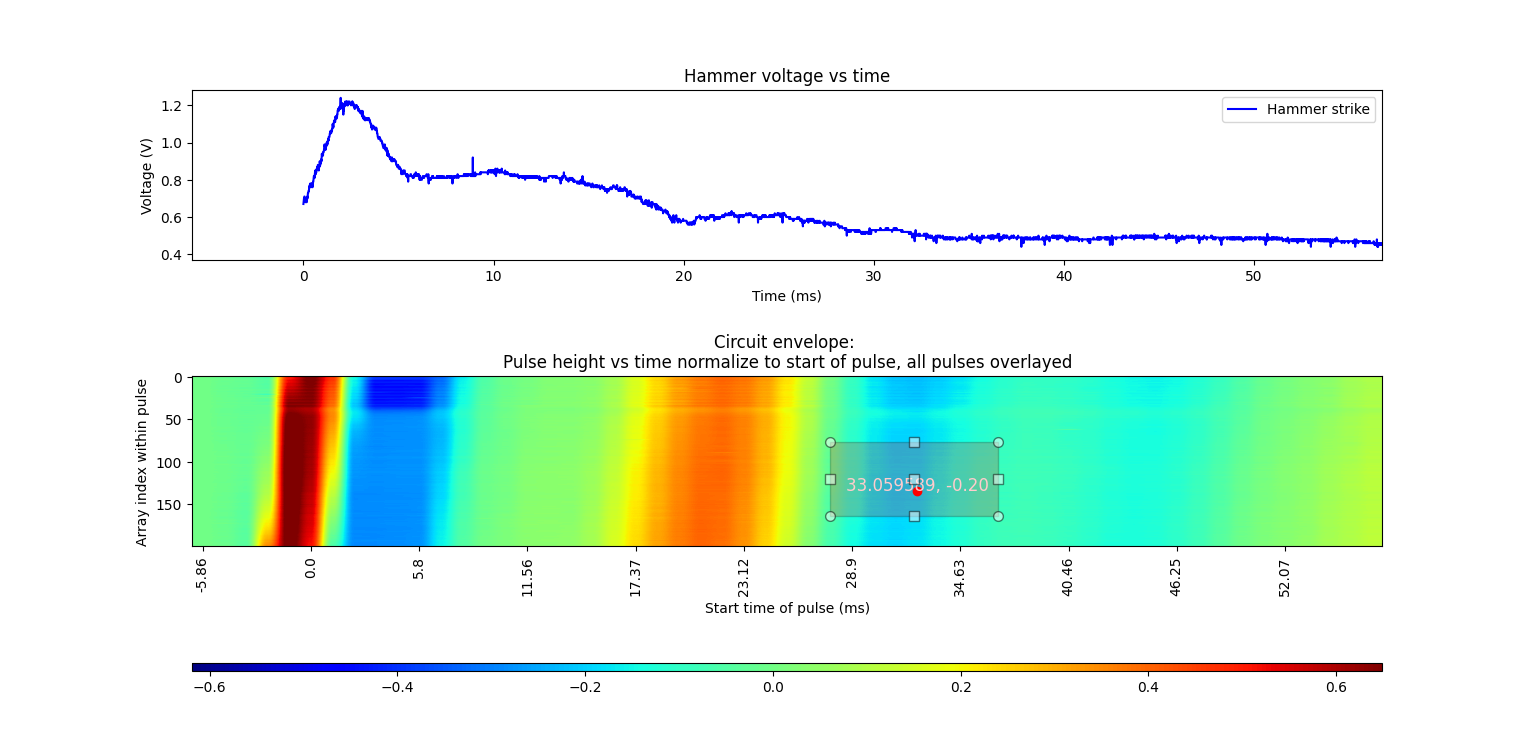 Hammer voltage vs time
Hammer strike
1.2
1.0
0.8
0.6
0.4
Voltage (V)
0 10 20 30 40 50
Time (ms)
Circuit envelope:
Pulse height vs time normalize to start of pulse, all pulses overlayed
0
50
100
150
Array index within pulse
33.059589, -0.20
-5.86 0.0 5.8 11.56 17.37 23.12 28.9 34.63 40.46 46.25 52.07
Start time of pulse (ms)
−0.6 −0.4 −0.2 0.0 0.2 0.4 0.6